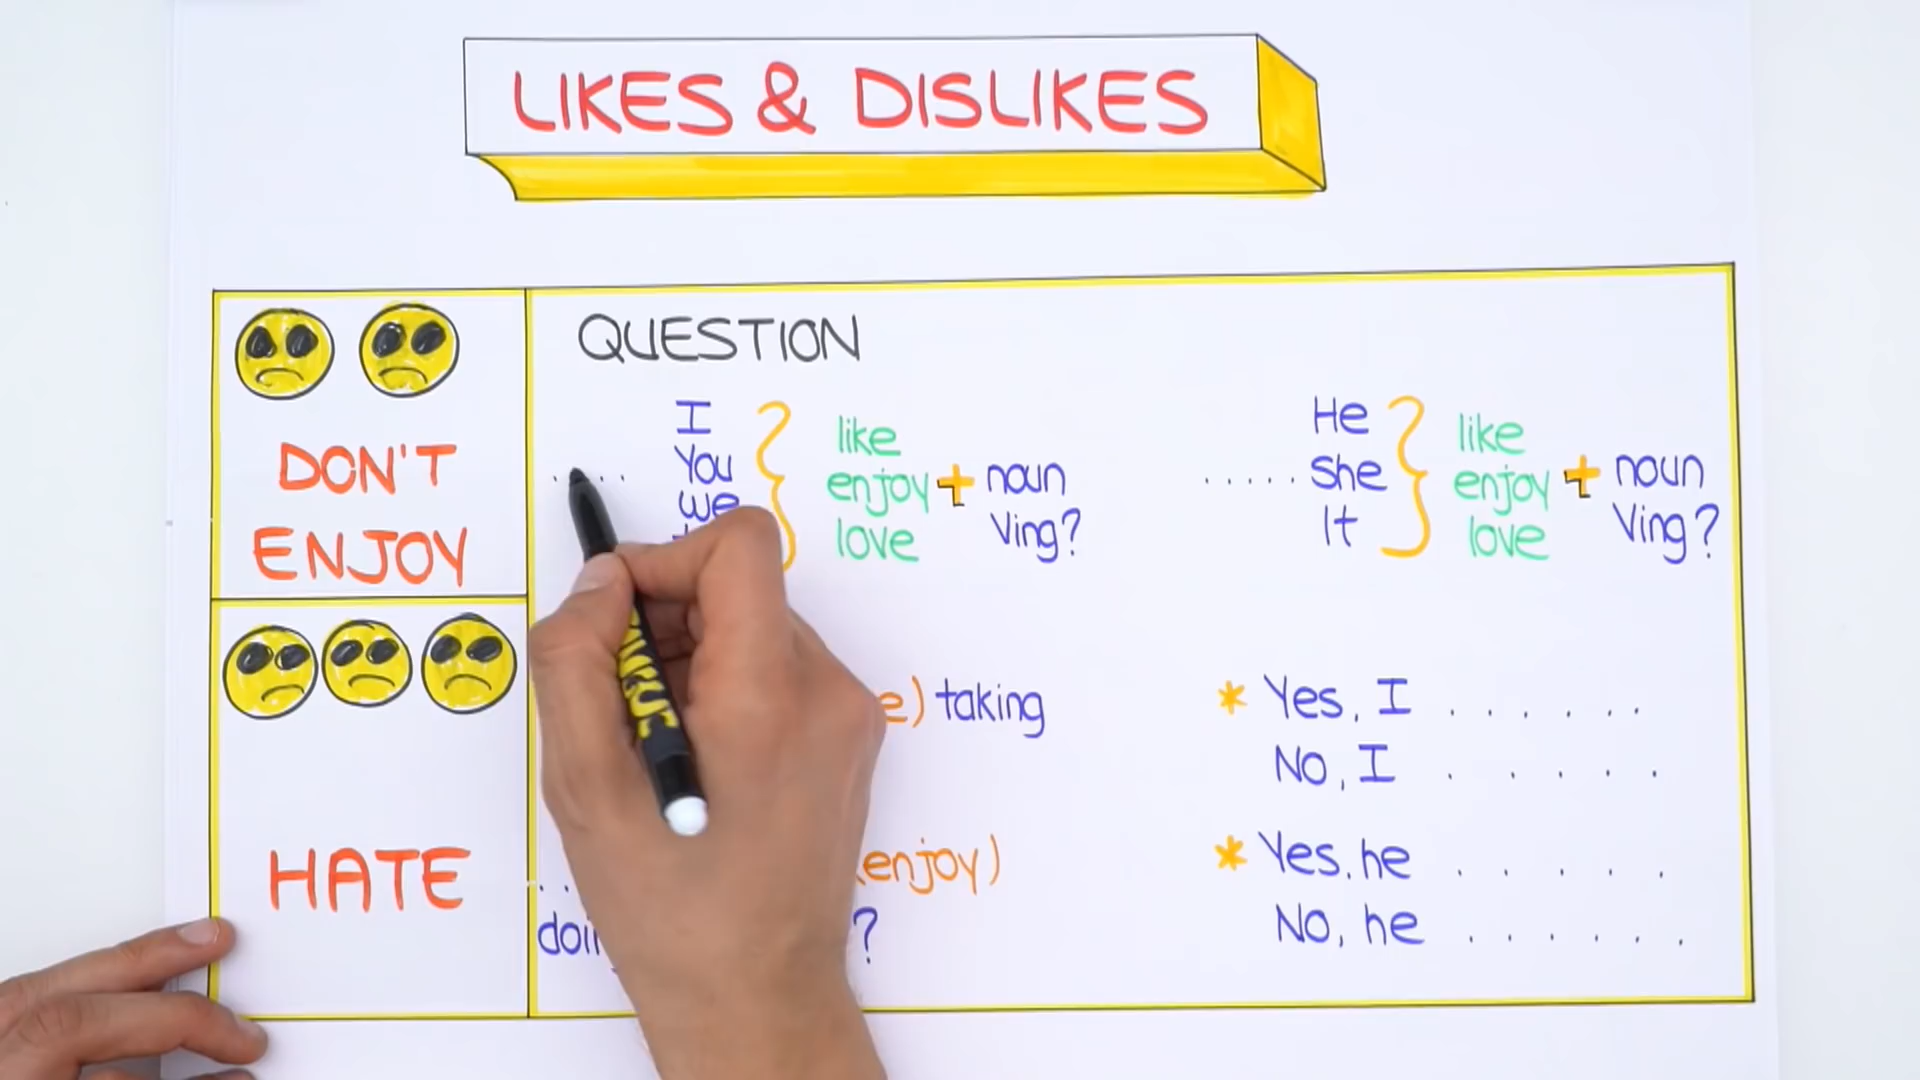 LIKES & DISLIKES
DON'T
ENJOY
HATE
QUESTION
I
..... You
we
like
enjoy + noun
love Ving?
He
..... She
It
like
enjoy + noun
love Ving?
e) taking
* Yes, I . . . . . .
No, I . . . . .
enjoy)
?
* Yes, he . . . . .
No, he . . . . . .